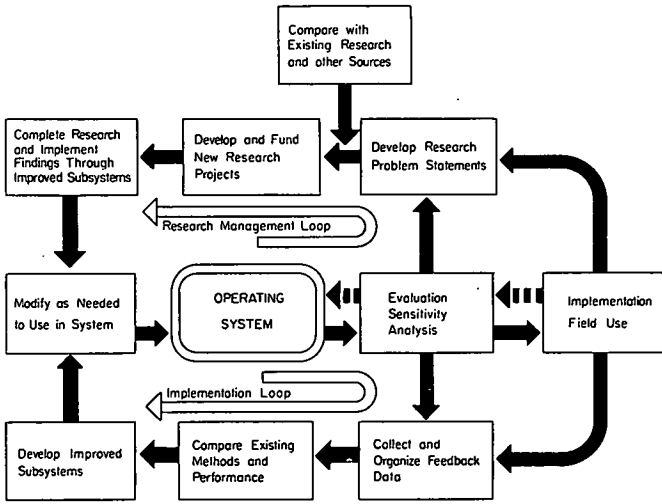 Compare with
Existing Research
and other Sources
Complete Research
and Implement
Findings Through
Improved Subsystems
Develop and Fund
New Research
Projects
Develop Research
Problem Statements
Research Management Loop
Modify as Needed
to Use in System
OPERATING
SYSTEM
Evaluation
Sensitivity
Analysis
Implementation
Field Use
Implementation Loop
Develop Improved
Subsystems
Compare Existing
Methods and
Performance
Collect and
Organize Feedback
Data